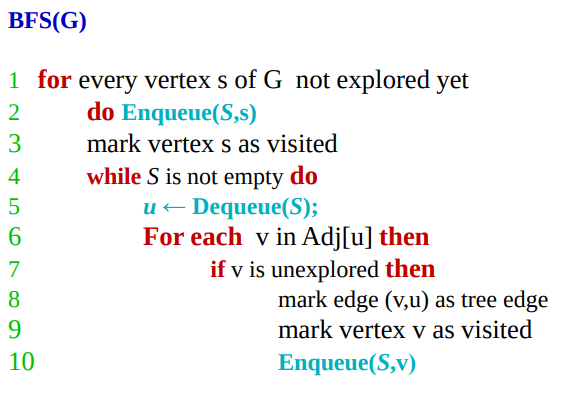 BFS(G)
1 for every vertex s of G not explored yet
2 do Enqueue(S,s)
3 mark vertex s as visited
4 while S is not empty do
5 u ← Dequeue(S);
6 For each v in Adj[u] then
7 if v is unexplored then
8 mark edge (v,u) as tree edge
9 mark vertex v as visited
10 Enqueue(S,v)